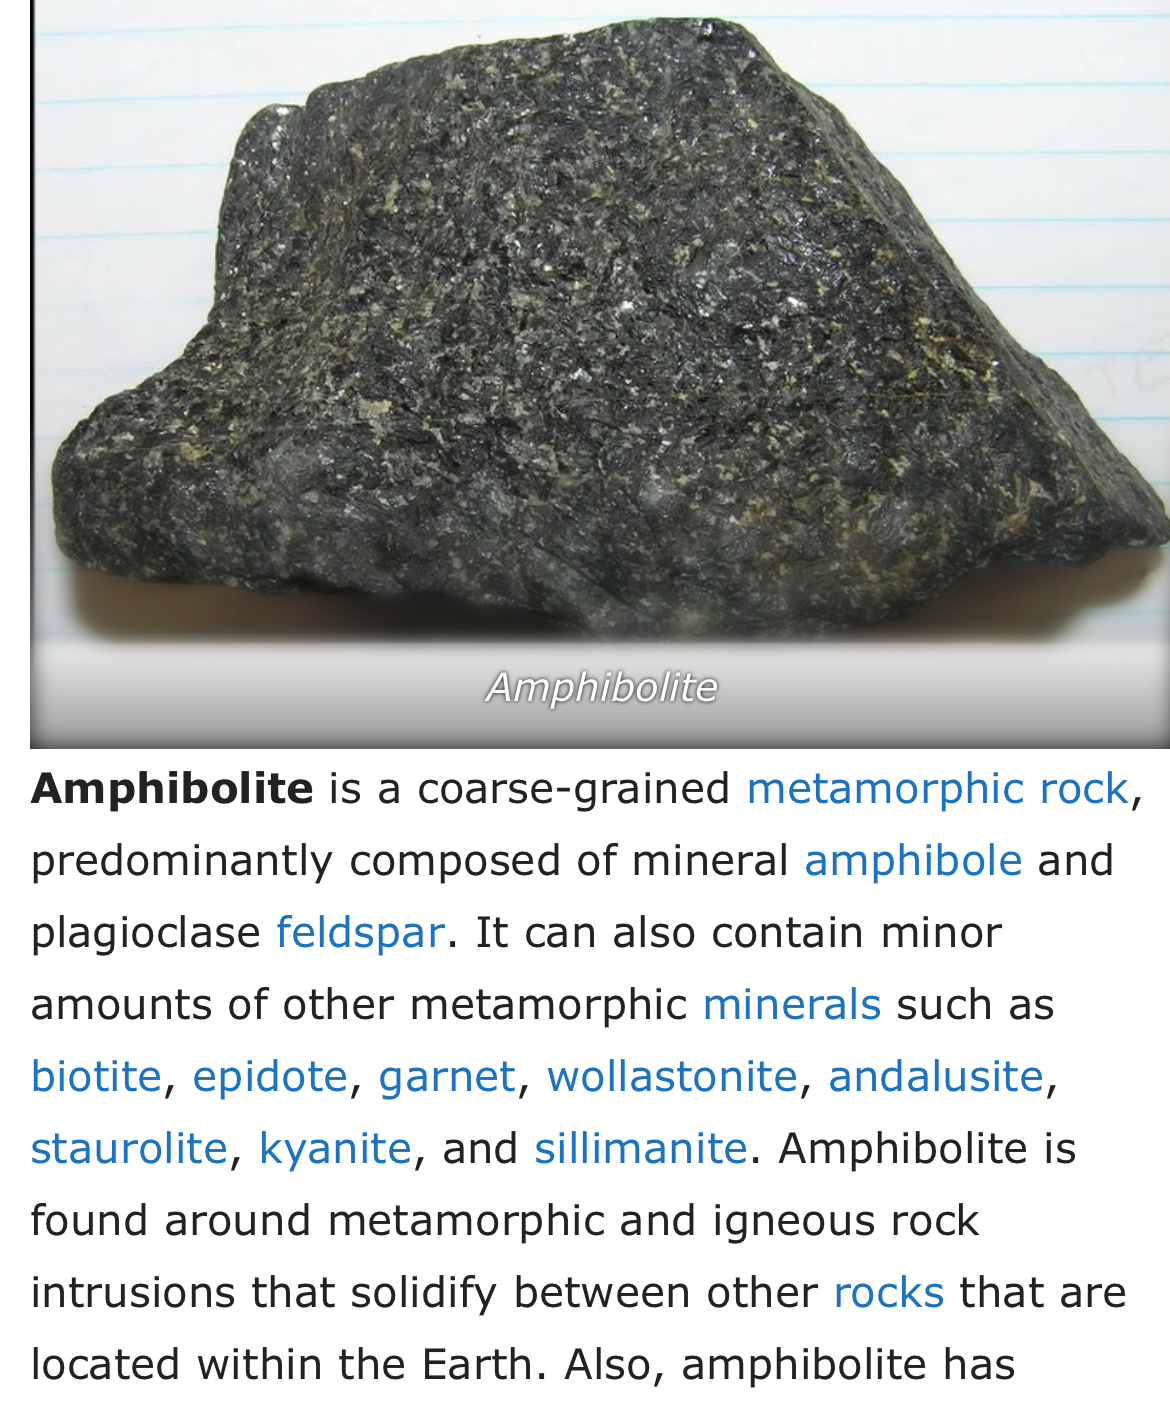 Amphibolite
Amphibolite is a coarse-grained metamorphic rock,
predominantly composed of mineral amphibole and
plagioclase feldspar. It can also contain minor
amounts of other metamorphic minerals such as
biotite, epidote, garnet, wollastonite, andalusite,
staurolite, kyanite, and sillimanite. Amphibolite is
found around metamorphic and igneous rock
intrusions that solidify between other rocks that are
located within the Earth. Also, amphibolite has